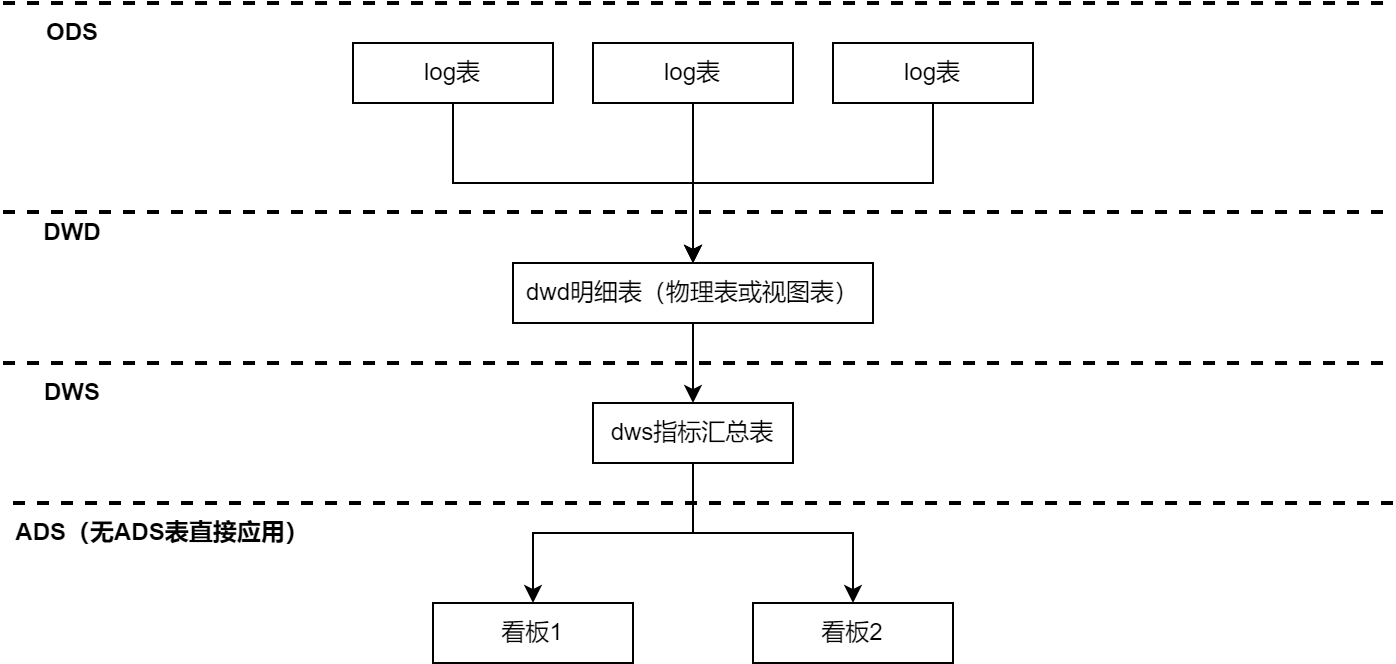 ODS
log表
log表
log表
DWD
dwd明细表（物理表或视图表）
DWS
dws指标汇总表
ADS（无ADS表直接应用）
看板1
看板2